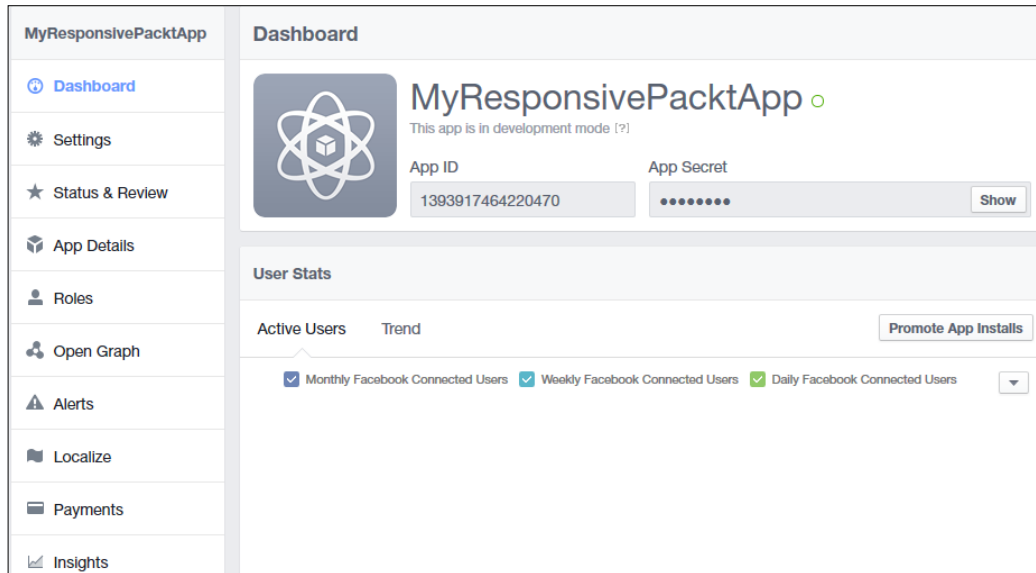 MyResponsivePacktApp
Dashboard
Settings
Status & Review
App Details
Roles
Open Graph
Alerts
Localize
Payments
Insights
Dashboard
MyResponsivePacktApp
This app is in development mode [?]
App ID
App Secret
1393917464220470
••••••••
Show
User Stats
Active Users
Trend
Promote App Installs
Monthly Facebook Connected Users
Weekly Facebook Connected Users
Daily Facebook Connected Users